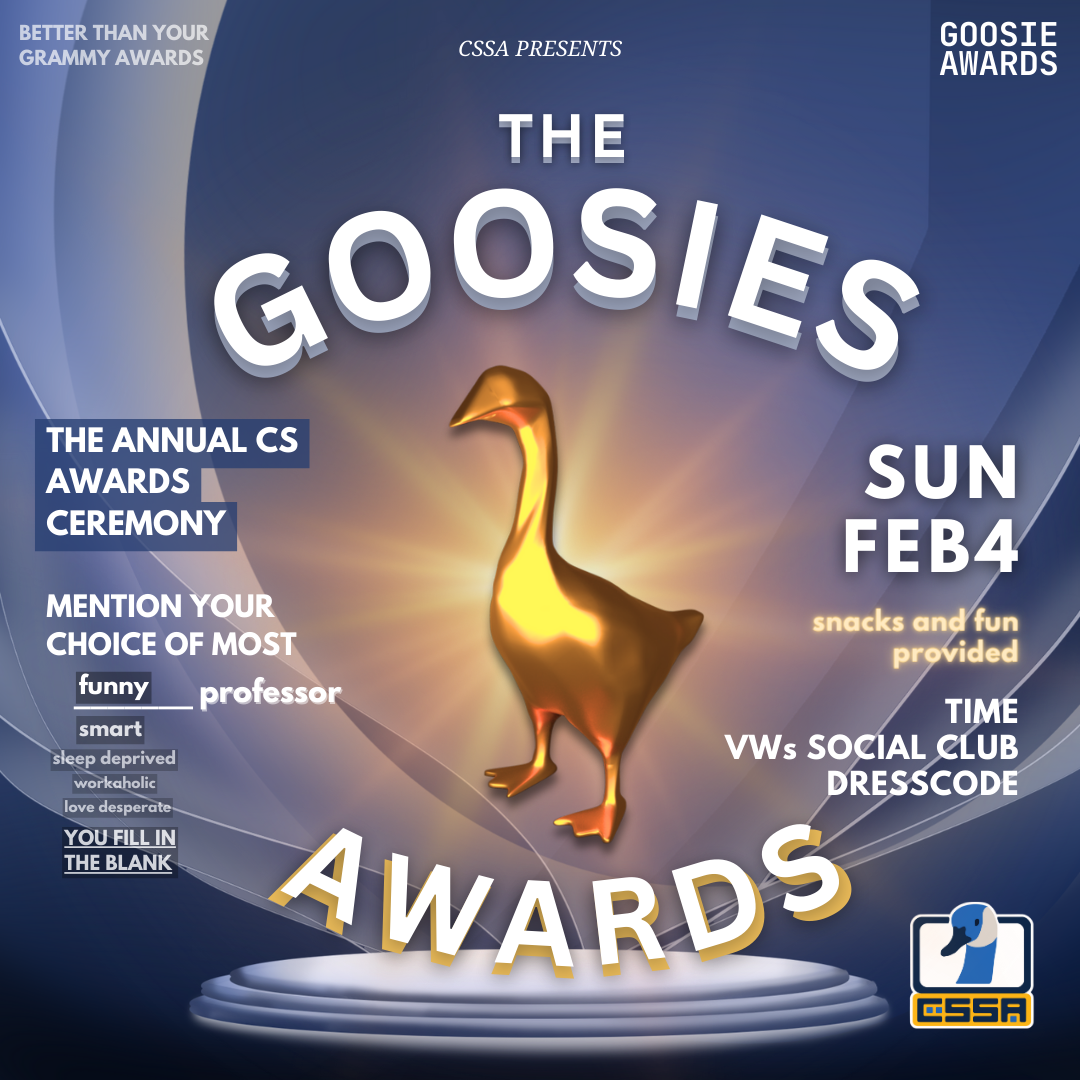 BETTER THAN YOUR
GRAMMY AWARDS
CSSA PRESENTS
GOOSIE
AWARDS
THE
GOOSIES
THE ANNUAL CS
AWARDS
CEREMONY
MENTION YOUR
CHOICE OF MOST
funny professor
smart
sleep deprived
workaholic
love desperate
YOU FILL IN
THE BLANK
SUN
FEB4
snacks and fun
provided
TIME
VWs SOCIAL CLUB
DRESSCODE
AWARDS
CSSA